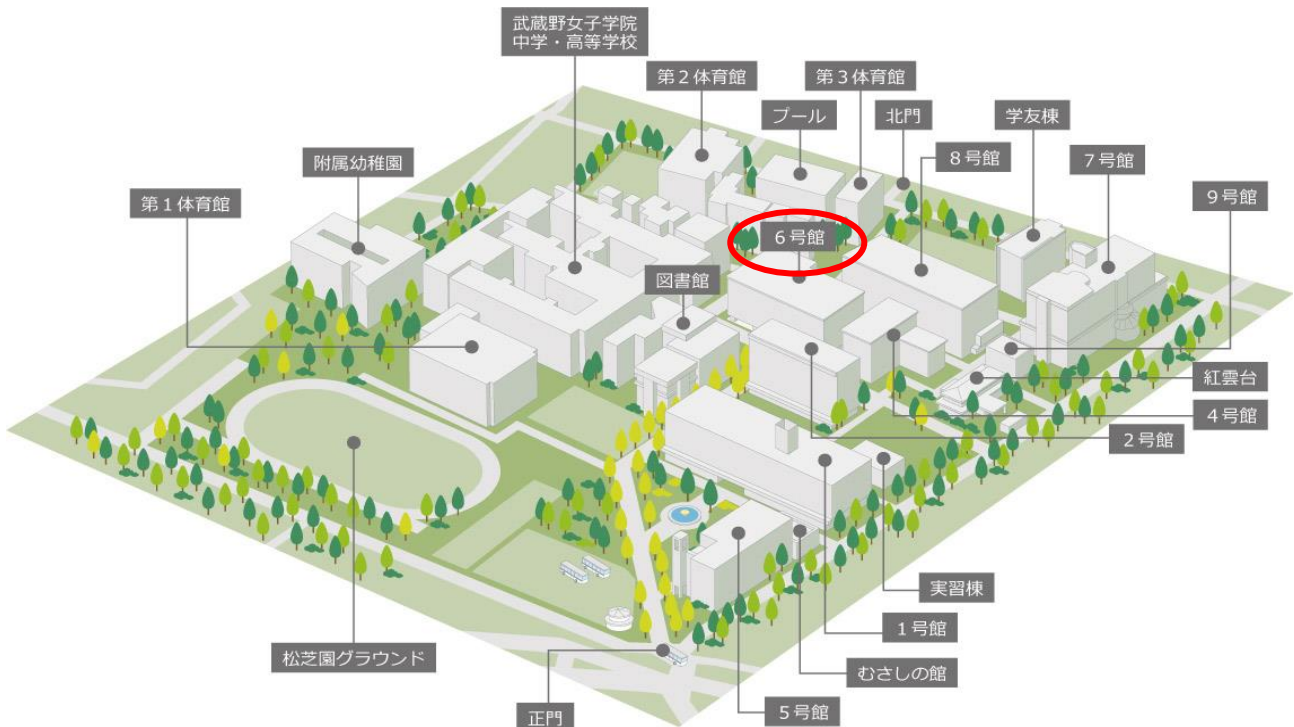 武蔵野女子学院
中学・高等学校
第２体育館
第３体育館
プール
北門
学友棟
附属幼稚園
８号館
７号館
第１体育館
９号館
６号館
図書館
紅雲台
４号館
２号館
実習棟
１号館
松芝園グラウンド
むさしの館
正門
５号館